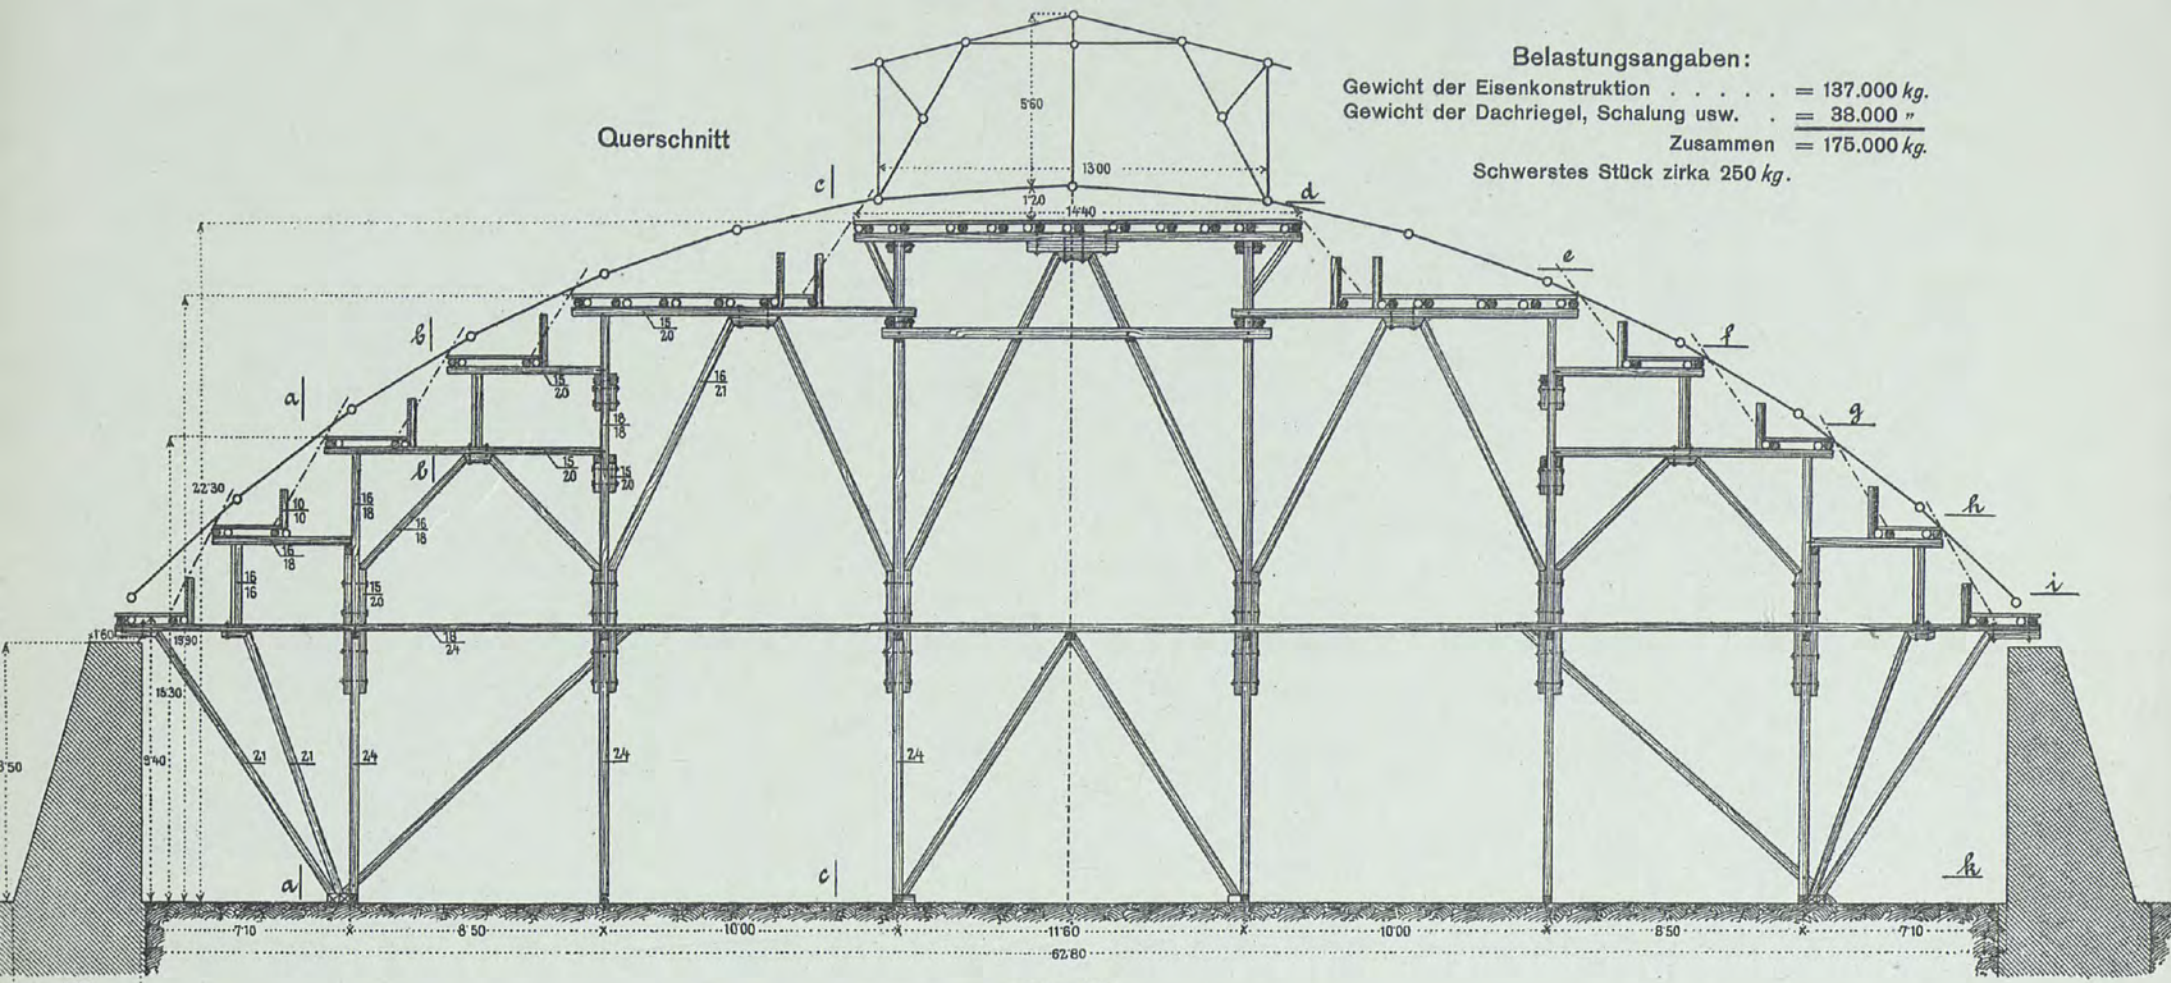 Belastungsangaben:
Gewicht der Eisenkonstruktion . . . . . = 137.000 kg.
Gewicht der Dachriegel, Schalung usw. . = 38.000 "
Zusammen = 175.000 kg.
Schwerstes Stück zirka 250 kg.
Querschnitt
5·60
13·00
c
d
1·20
14·40
e
b
15
20
f
15
20
16
21
a
18
18
g
b
15
20
15
20
22·30
10
10
16
18
16
18
h
16
18
16
16
15
20
i
1·60
19·90
18
24
15·30
9·40
21
21
24
24
24
a
c
k
7·10
8·50
10·00
11·60
10·00
8·50
7·10
62·80